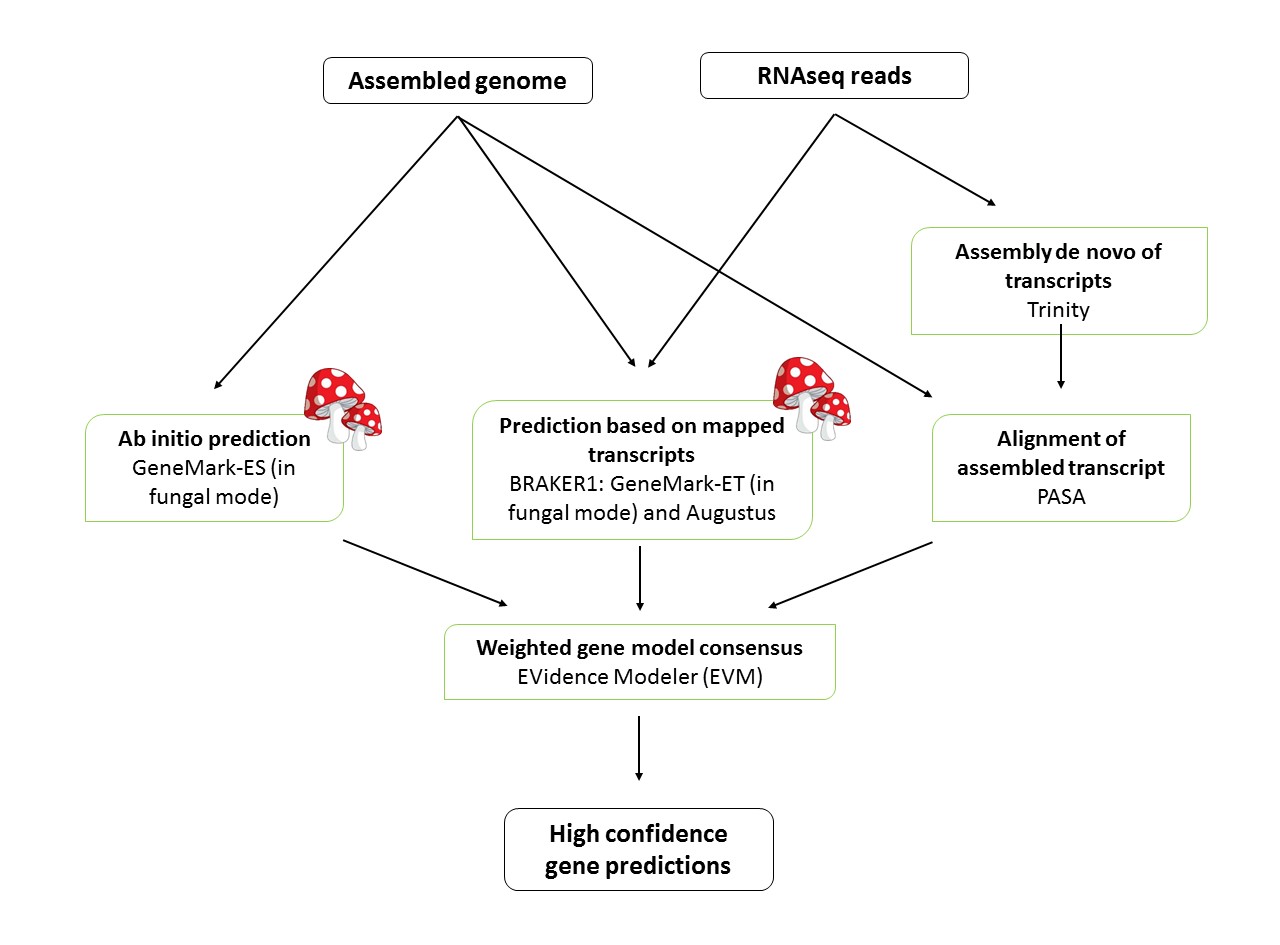 Assembled genome
RNAseq reads
Assembly de novo of
transcripts
Trinity
Ab initio prediction
GeneMark-ES (in
fungal mode)
Prediction based on mapped
transcripts
BRAKER1: GeneMark-ET (in
fungal mode) and Augustus
Alignment of
assembled transcript
PASA
Weighted gene model consensus
EVidence Modeler (EVM)
High confidence
gene predictions